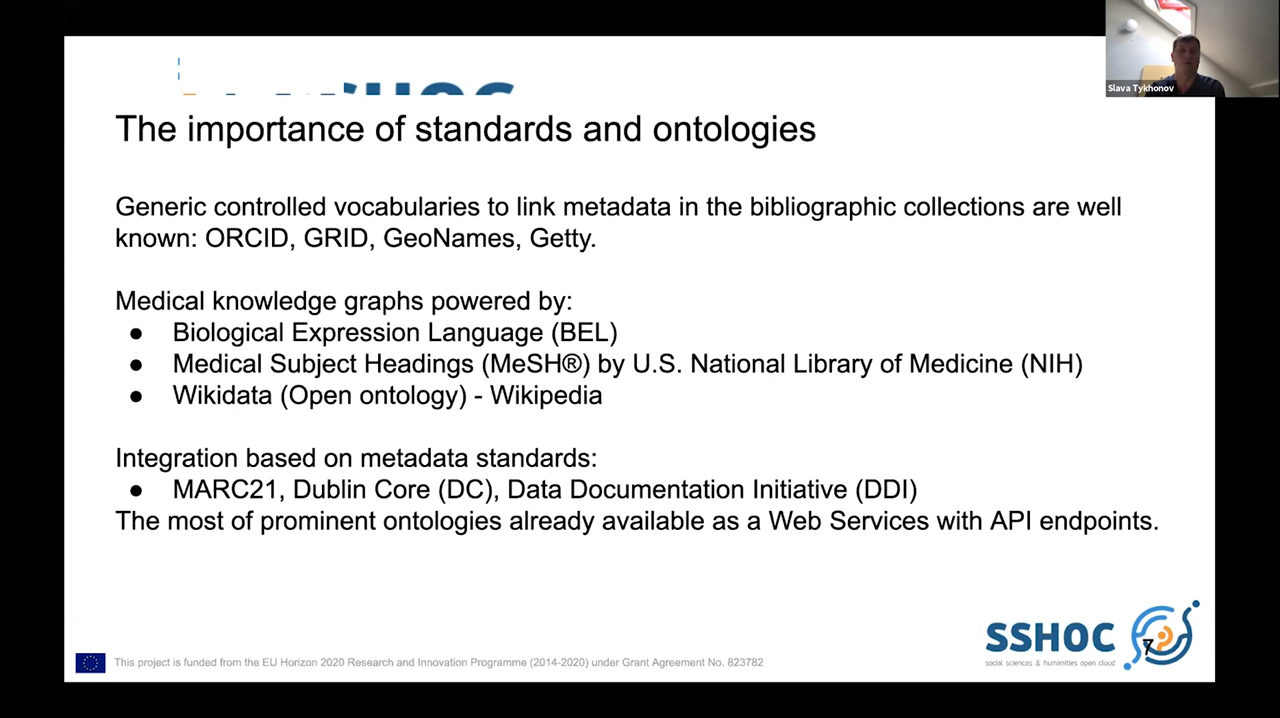 Slava Tykhonov
The importance of standards and ontologies
Generic controlled vocabularies to link metadata in the bibliographic collections are well
known: ORCID, GRID, GeoNames, Getty.
Medical knowledge graphs powered by:
● Biological Expression Language (BEL)
● Medical Subject Headings (MeSH®) by U.S. National Library of Medicine (NIH)
● Wikidata (Open ontology) - Wikipedia
Integration based on metadata standards:
● MARC21, Dublin Core (DC), Data Documentation Initiative (DDI)
The most of prominent ontologies already available as a Web Services with API endpoints.
SSHOC
social sciences & humanities open cloud
7
This project is funded from the EU Horizon 2020 Research and Innovation Programme (2014-2020) under Grant Agreement No. 823782